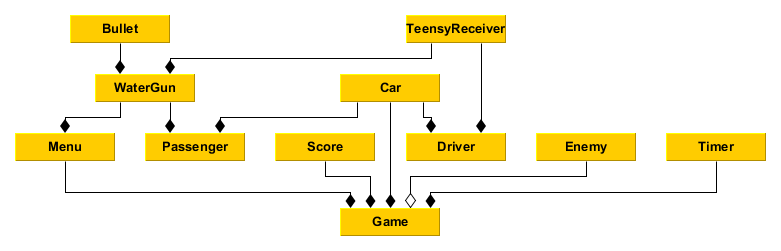 Bullet
TeensyReceiver
WaterGun
Car
Menu
Passenger
Score
Driver
Enemy
Timer
Game